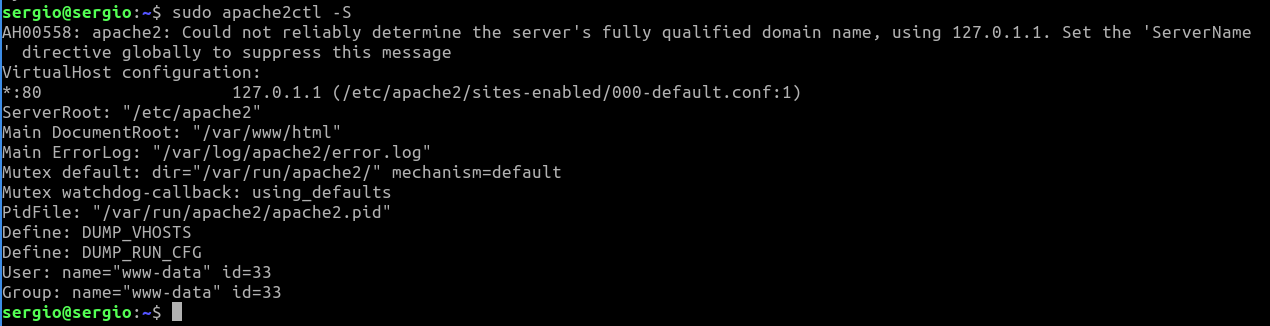 sergio@sergio:~$ sudo apache2ctl -S
AH00558: apache2: Could not reliably determine the server's fully qualified domain name, using 127.0.1.1. Set the 'ServerName
' directive globally to suppress this message
VirtualHost configuration:
*:80                   127.0.1.1 (/etc/apache2/sites-enabled/000-default.conf:1)
ServerRoot: "/etc/apache2"
Main DocumentRoot: "/var/www/html"
Main ErrorLog: "/var/log/apache2/error.log"
Mutex default: dir="/var/run/apache2/" mechanism=default
Mutex watchdog-callback: using_defaults
PidFile: "/var/run/apache2/apache2.pid"
Define: DUMP_VHOSTS
Define: DUMP_RUN_CFG
User: name="www-data" id=33
Group: name="www-data" id=33
sergio@sergio:~$